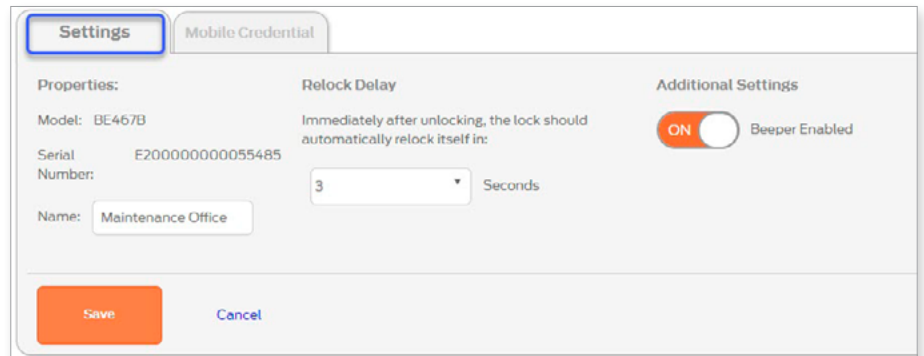 Settings
Mobile Credential
Properties:
Model: BE467B
Serial Number: E200000000055485
Name: Maintenance Office
Relock Delay
Immediately after unlocking, the lock should
automatically relock itself in:
3 Seconds
Additional Settings
ON Beeper Enabled
Save
Cancel